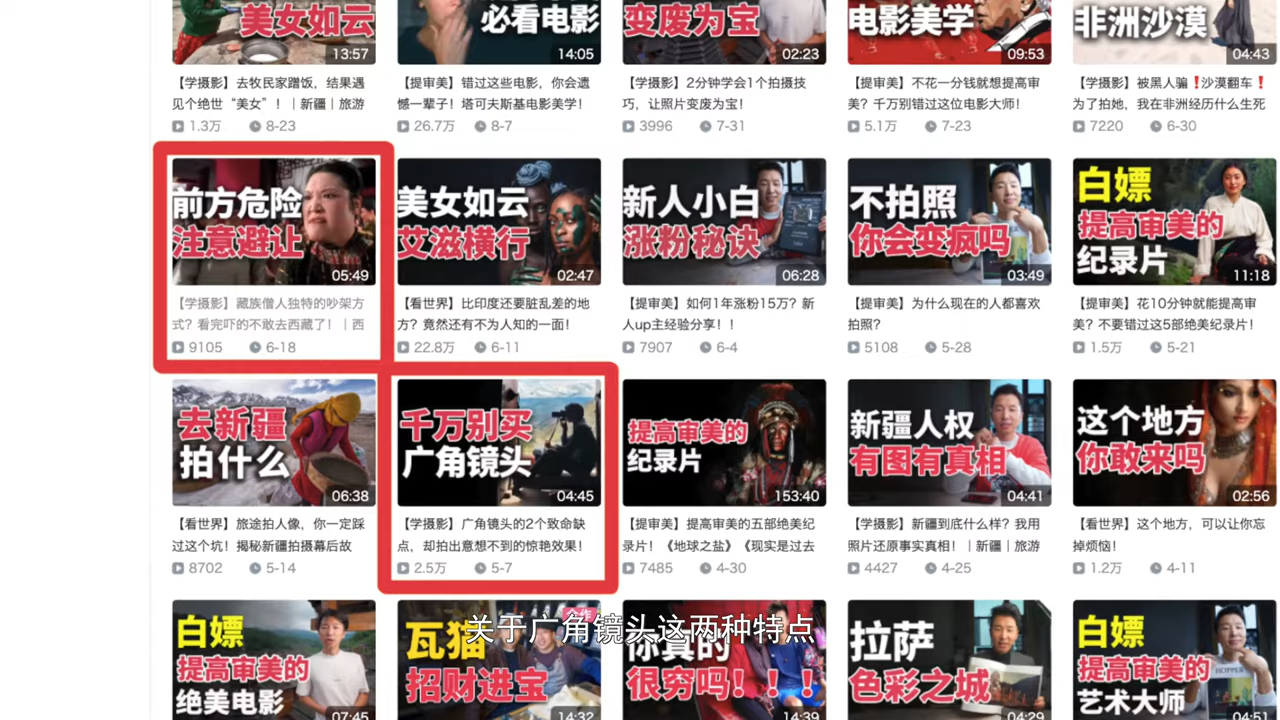 美女如云
13:57
必看电影
14:05
变废为宝
02:23
电影美学
09:53
非洲沙漠
04:43
【学摄影】去牧民家蹭饭，结果遇
见个绝世“美女”！｜新疆｜旅游
1.3万 8-23
【提审美】错过这些电影，你会遗
憾一辈子！塔可夫斯基电影美学！
26.7万 8-7
【学摄影】2分钟学会1个拍摄技
巧，让照片变废为宝！
3996 7-31
【提审美】不花一分钱就想提高审
美？千万别错过这位电影大师！
5.1万 7-23
【学摄影】被黑人骗❗沙漠翻车❗
为了拍她，我在非洲经历什么生死
7220 6-30
前方危险
注意避让
05:49
美女如云
艾滋横行
02:47
新人小白
涨粉秘诀
06:28
不拍照
你会变疯吗
03:49
白嫖
提高审美的
纪录片
11:18
【学摄影】藏族僧人独特的吵架方
式？看完吓的不敢去西藏了！｜西
9105 6-18
【看世界】比印度还要脏乱差的地
方？竟然还有不为人知的一面！
22.8万 6-11
【提审美】如何1年涨粉15万？新
人up主经验分享！！
7907 6-4
【提审美】为什么现在的人都喜欢
拍照？
5108 5-28
【提审美】花10分钟就能提高审
美？不要错过这5部绝美纪录片！
1.5万 5-21
去新疆
拍什么
06:38
千万别买
广角镜头
04:45
提高审美的
纪录片
153:40
新疆人权
有图有真相
04:41
这个地方
你敢来吗
02:56
【看世界】旅途拍人像，你一定踩
过这个坑！揭秘新疆拍摄幕后故
8702 5-14
【学摄影】广角镜头的2个致命缺
点，却拍出意想不到的惊艳效果！
2.5万 5-7
【提审美】提高审美的五部绝美纪
录片！《地球之盐》《现实是过去
7485 4-30
【学摄影】新疆到底什么样？我用
照片还原事实真相！｜新疆｜旅游
4427 4-25
【看世界】这个地方，可以让你忘
掉烦恼！
1.2万 4-11
白嫖
提高审美的
绝美电影
07:45
合作
瓦猫
招财进宝
14:32
你真的
很穷吗！！！
14:39
拉萨
色彩之城
04:29
白嫖
提高审美的
艺术大师
HOPPER
04:51
关于广角镜头这两种特点